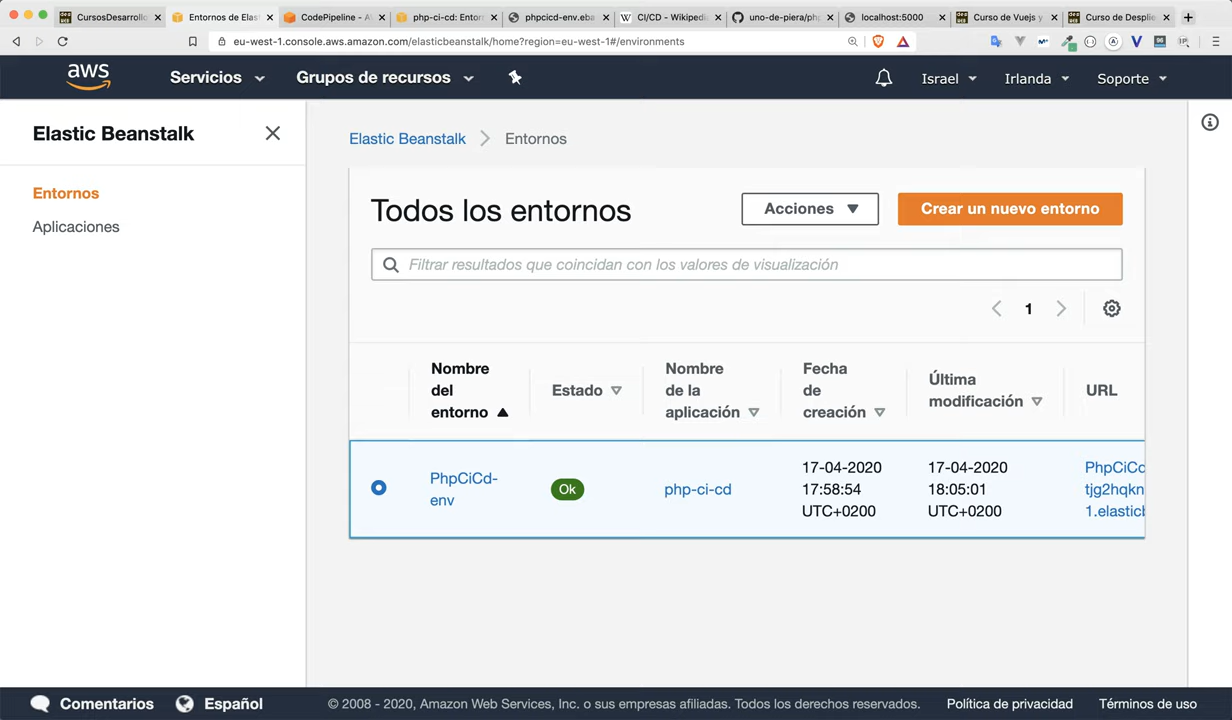 CursosDesarrollo
Entornos de Elas
CodePipeline - A
php-ci-cd: Entor
phpcicd-env.eba
CI/CD - Wikipedi
uno-de-piera/php
localhost:5000
Curso de Vuejs y
Curso de Desplie
eu-west-1.console.aws.amazon.com/elasticbeanstalk/home?region=eu-west-1#/environments
aws
Servicios
Grupos de recursos
Israel
Irlanda
Soporte
Elastic Beanstalk
Entornos
Aplicaciones
Elastic Beanstalk
Entornos
Todos los entornos
Acciones
Crear un nuevo entorno
Filtrar resultados que coincidan con los valores de visualización
1
Nombre
del
entorno
Estado
Nombre
de la
aplicación
Fecha
de
creación
Última
modificación
URL
PhpCiCd-
env
Ok
php-ci-cd
17-04-2020
17:58:54
UTC+0200
17-04-2020
18:05:01
UTC+0200
PhpCiCd
tjg2hqkn
1.elasticb
Comentarios
Español
© 2008 - 2020, Amazon Web Services, Inc. o sus empresas afiliadas. Todos los derechos reservados.
Política de privacidad
Términos de uso